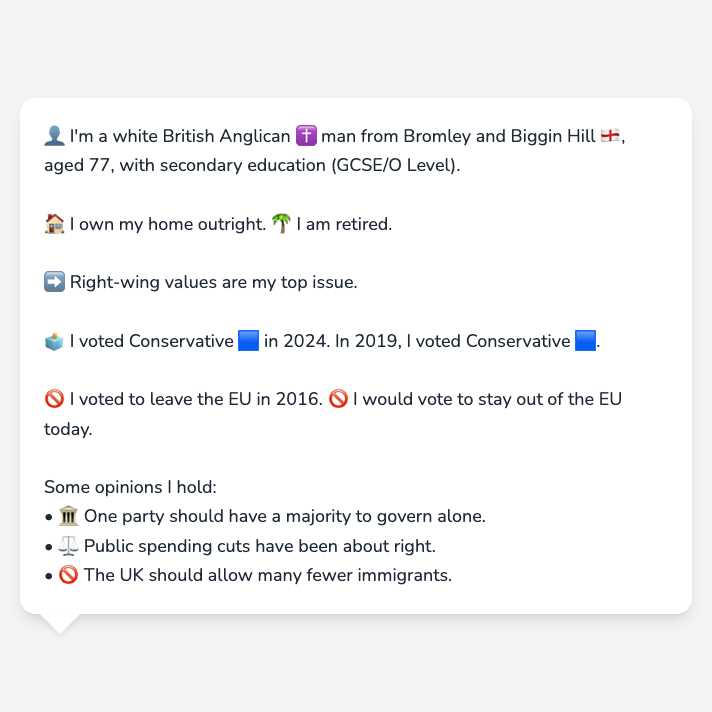 👤 I'm a white British Anglican ✝️ man from Bromley and Biggin Hill 🏴󠁧󠁢󠁥󠁮󠁧󠁿,
aged 77, with secondary education (GCSE/O Level).
🏠 I own my home outright. 🌴 I am retired.
➡️ Right-wing values are my top issue.
🗳️ I voted Conservative 🟦 in 2024. In 2019, I voted Conservative 🟦.
🚫 I voted to leave the EU in 2016. 🚫 I would vote to stay out of the EU
today.
Some opinions I hold:
• 🏛️ One party should have a majority to govern alone.
• ⚖️ Public spending cuts have been about right.
• 🚫 The UK should allow many fewer immigrants.